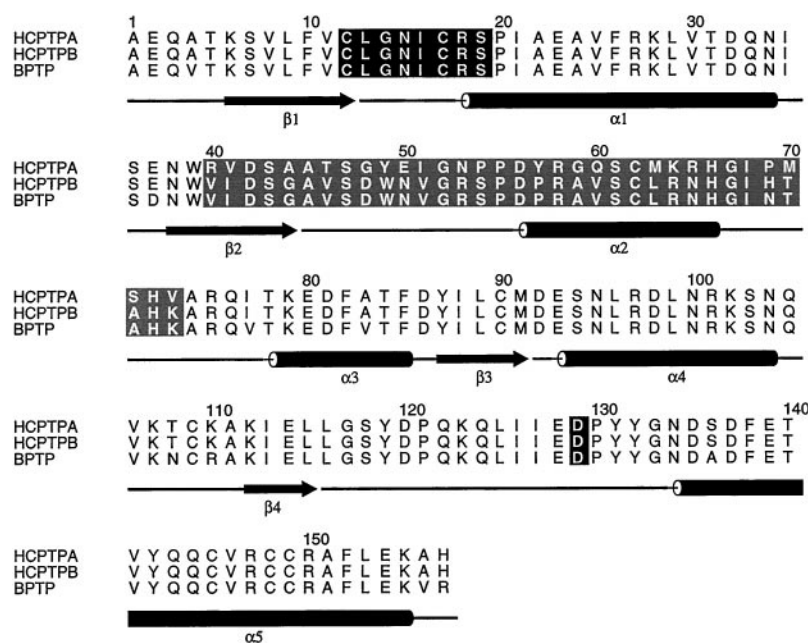 1 10 20 30
HCPTPA A E Q A T K S V L F V C L G N I C R S P I A E A V F R K L V T D Q N I
HCPTPB A E Q A T K S V L F V C L G N I C R S P I A E A V F R K L V T D Q N I
BPTP A E Q V T K S V L F V C L G N I C R S P I A E A V F R K L V T D Q N I
β1 α1
40 50 60 70
HCPTPA S E N W R V D S A A T S G Y E I G N P P D Y R G Q S C M K R H G I P M
HCPTPB S E N W V I D S G A V S D W N V G R S P D P R A V S C L R N H G I H T
BPTP S D N W V I D S G A V S D W N V G R S P D P R A V S C L R N H G I N T
β2 α2
80 90 100
HCPTPA S H V A R Q I T K E D F A T F D Y I L C M D E S N L R D L N R K S N Q
HCPTPB A H K A R Q I T K E D F A T F D Y I L C M D E S N L R D L N R K S N Q
BPTP A H K A R Q V T K E D F V T F D Y I L C M D E S N L R D L N R K S N Q
α3 β3 α4
110 120 130 140
HCPTPA V K T C K A K I E L L G S Y D P Q K Q L I I E D P Y Y G N D S D F E T
HCPTPB V K T C K A K I E L L G S Y D P Q K Q L I I E D P Y Y G N D S D F E T
BPTP V K N C R A K I E L L G S Y D P Q K Q L I I E D P Y Y G N D A D F E T
β4
150
HCPTPA V Y Q Q C V R C C R A F L E K A H
HCPTPB V Y Q Q C V R C C R A F L E K A H
BPTP V Y Q Q C V R C C R A F L E K V R
α5